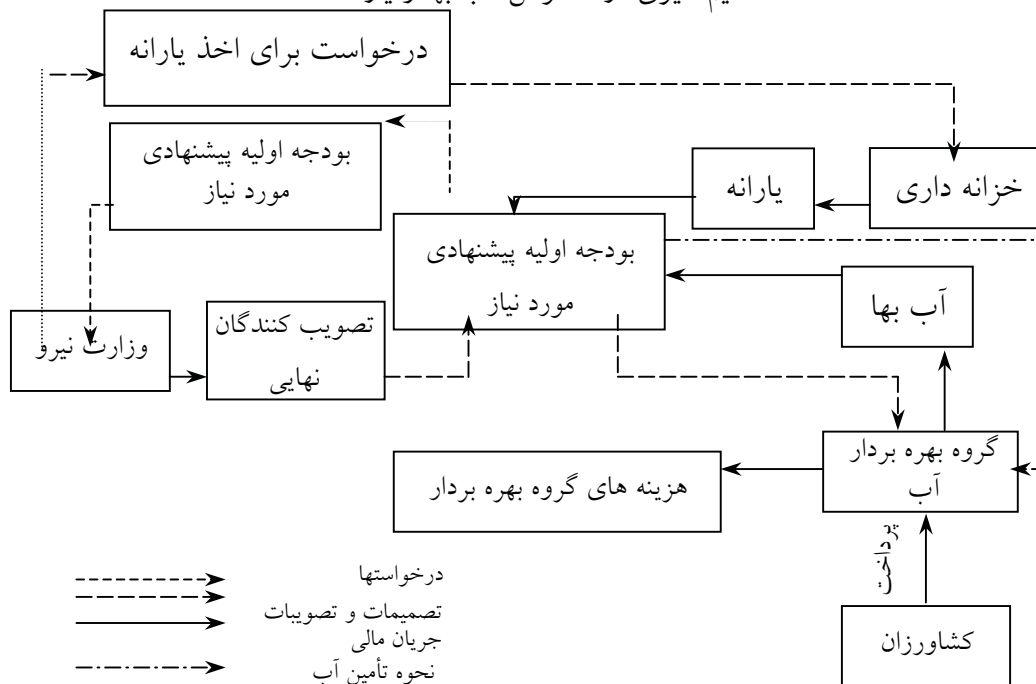 درخواست برای اخذ یارانه
بودجه اولیه پیشنهادی
مورد نیاز
یارانه
خزانه داری
بودجه اولیه پیشنهادی
مورد نیاز
آب بها
وزارت نیرو
تصویب کنندگان
نهایی
گروه بهره بردار
آب
هزینه های گروه بهره بردار
پرداخت
کشاورزان
درخواستها
تصمیمات و تصویبات
جریان مالی
نحوه تأمین آب